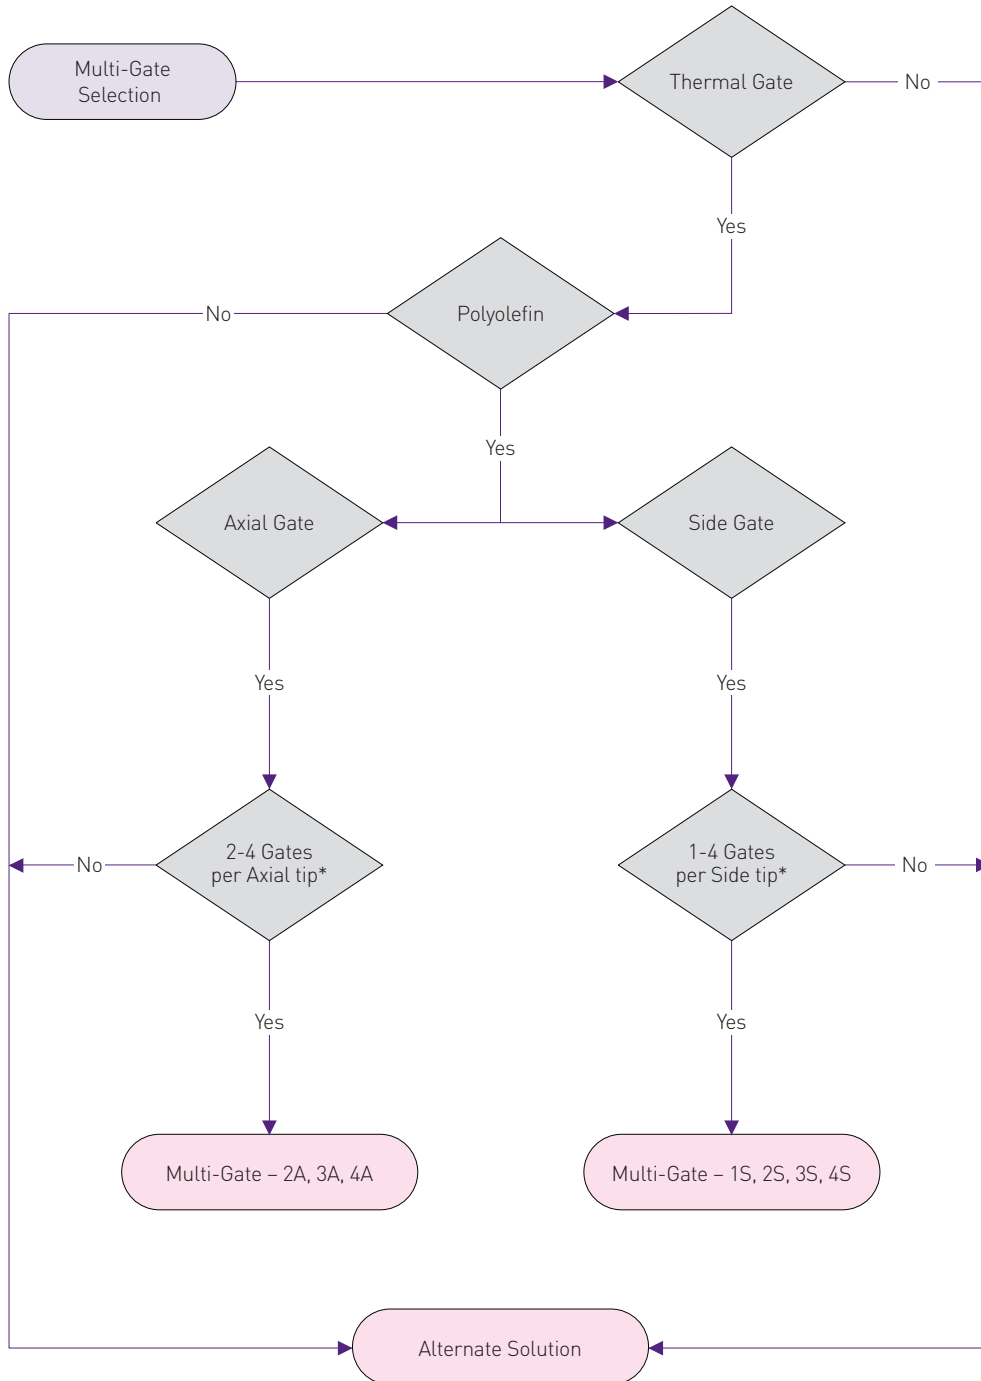 Multi-Gate
Selection
Thermal Gate
No
Yes
No
Polyolefin
Yes
Axial Gate
Side Gate
Yes
Yes
No
2-4 Gates
per Axial tip*
1-4 Gates
per Side tip*
No
Yes
Yes
Multi-Gate – 2A, 3A, 4A
Multi-Gate – 1S, 2S, 3S, 4S
Alternate Solution